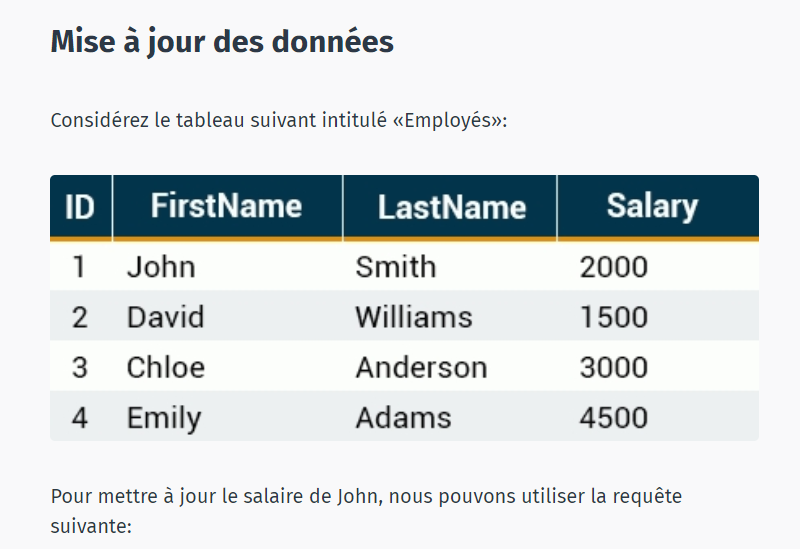 Mise à jour des données
Considérez le tableau suivant intitulé «Employés»:
ID FirstName LastName Salary
1 John Smith 2000
2 David Williams 1500
3 Chloe Anderson 3000
4 Emily Adams 4500
Pour mettre à jour le salaire de John, nous pouvons utiliser la requête
suivante: